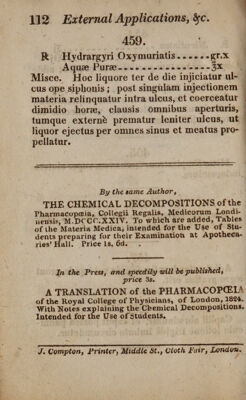 112 External Applications, &c.
459.
℞ Hydrargyri Oxymuriatis......gr.x
Aquæ Puræ................℥x
Misce. Hoc liquore ter de die injiciatur ul-
cus ope siphonis; post singulam injectionem
materia relinquatur intra ulcus, et coerceatur
dimidio horæ, clausis omnibus aperturis,
tumque externè prematur leniter ulcus, ut
liquor ejectus per omnes sinus et meatus pro-
pellatur.
By the same Author,
THE CHEMICAL DECOMPOSITIONS of the
Pharmacopœia, Collegii Regalis, Medicorum Londi-
nensis, M.DCCC.XXIV. To which are added, Tables
of the Materia Medica, intended for the Use of Stu-
dents preparing for their Examination at Apotheca-
ries' Hall. Price 1s. 6d.
In the Press, and speedily will be published,
price 3s.
A TRANSLATION of the PHARMACOPŒIA
of the Royal College of Physicians, of London, 1824.
With Notes explaining the Chemical Decompositions.
Intended for the Use of Students.
J. Compton, Printer, Middle St., Cloth Fair, London.